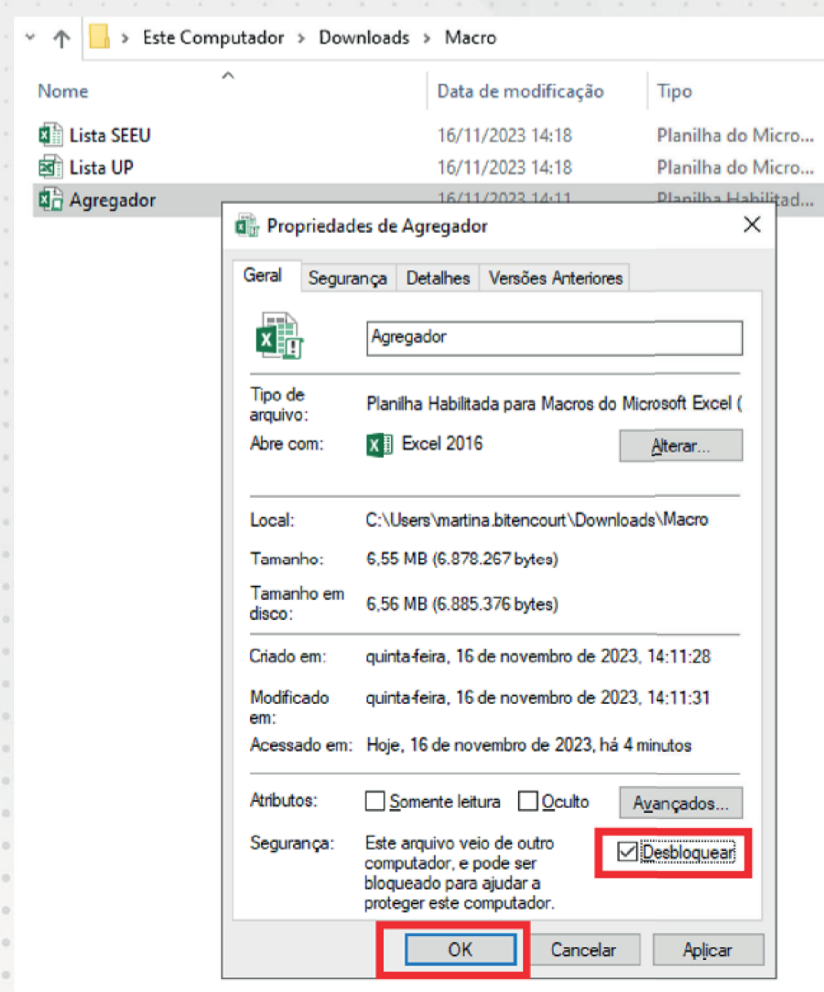 Este Computador > Downloads > Macro
Nome Data de modificação Tipo
Lista SEEU 16/11/2023 14:18 Planilha do Micro...
Lista UP 16/11/2023 14:18 Planilha do Micro...
Agregador 16/11/2023 14:11 Planilha Habilitad...
Propriedades de Agregador
Geral Segurança Detalhes Versões Anteriores
Agregador
Tipo de
arquivo: Planilha Habilitada para Macros do Microsoft Excel (
Abre com: Excel 2016 Alterar...
Local: C:\Users\martina.bitencourt\Downloads\Macro
Tamanho: 6,55 MB (6.878.267 bytes)
Tamanho em
disco: 6,56 MB (6.885.376 bytes)
Criado em: quinta-feira, 16 de novembro de 2023, 14:11:28
Modificado
em: quinta-feira, 16 de novembro de 2023, 14:11:31
Acessado em: Hoje, 16 de novembro de 2023, há 4 minutos
Atributos: Somente leitura Oculto Avançados...
Segurança: Este arquivo veio de outro
computador, e pode ser
bloqueado para ajudar a
proteger este computador.
Desbloquear
OK Cancelar Aplicar